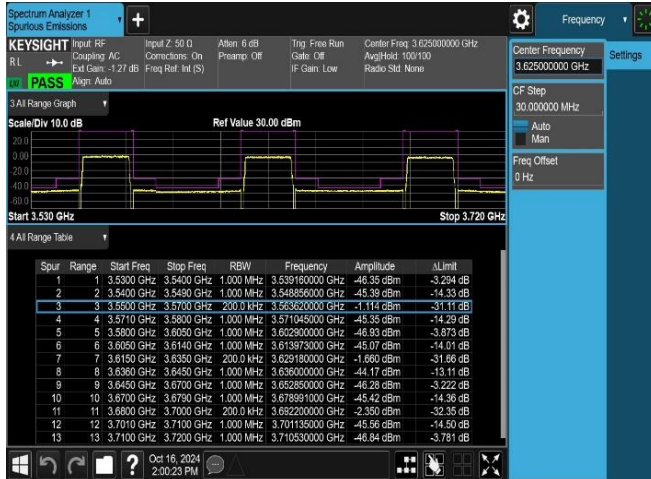 Spectrum Analyzer 1
Spurious Emissions
Frequency
KEYSIGHT Input: RF Input Z: 50 Ω Atten: 6 dB Trig: Free Run Center Freq: 3.625000000 GHz
RL Coupling: AC Corrections: On Preamp: Off Gate: Off Avg|Hold: 100/100
Ext Gain: -1.27 dB Freq Ref: Int (S) IF Gain: Low Radio Std: None
PASS Align: Auto
Center Frequency
3.625000000 GHz
Settings
CF Step
30.000000 MHz
Auto
Man
Freq Offset
0 Hz
3 All Range Graph
Scale/Div 10.0 dB Ref Value 30.00 dBm
20.0
0.00
-20.0
-40.0
-60.0
Start 3.530 GHz Stop 3.720 GHz
4 All Range Table
Spur Range Start Freq Stop Freq RBW Frequency Amplitude ΔLimit
1 1 3.5300 GHz 3.5400 GHz 1.000 MHz 3.539160000 GHz -46.35 dBm -3.294 dB
2 2 3.5400 GHz 3.5490 GHz 1.000 MHz 3.548856000 GHz -45.39 dBm -14.33 dB
3 3 3.5500 GHz 3.5700 GHz 200.0 kHz 3.563620000 GHz -1.114 dBm -31.11 dB
4 4 3.5710 GHz 3.5800 GHz 1.000 MHz 3.571045000 GHz -45.35 dBm -14.29 dB
5 5 3.5800 GHz 3.6050 GHz 1.000 MHz 3.602900000 GHz -46.93 dBm -3.873 dB
6 6 3.6050 GHz 3.6140 GHz 1.000 MHz 3.613973000 GHz -45.07 dBm -14.01 dB
7 7 3.6150 GHz 3.6350 GHz 200.0 kHz 3.629180000 GHz -1.660 dBm -31.66 dB
8 8 3.6360 GHz 3.6450 GHz 1.000 MHz 3.636000000 GHz -44.17 dBm -13.11 dB
9 9 3.6450 GHz 3.6700 GHz 1.000 MHz 3.652850000 GHz -46.28 dBm -3.222 dB
10 10 3.6700 GHz 3.6790 GHz 1.000 MHz 3.678991000 GHz -45.42 dBm -14.36 dB
11 11 3.6800 GHz 3.7000 GHz 200.0 kHz 3.692200000 GHz -2.350 dBm -32.35 dB
12 12 3.7010 GHz 3.7100 GHz 1.000 MHz 3.701135000 GHz -45.56 dBm -14.50 dB
13 13 3.7100 GHz 3.7200 GHz 1.000 MHz 3.710530000 GHz -46.84 dBm -3.781 dB
Oct 16, 2024
2:00:23 PM